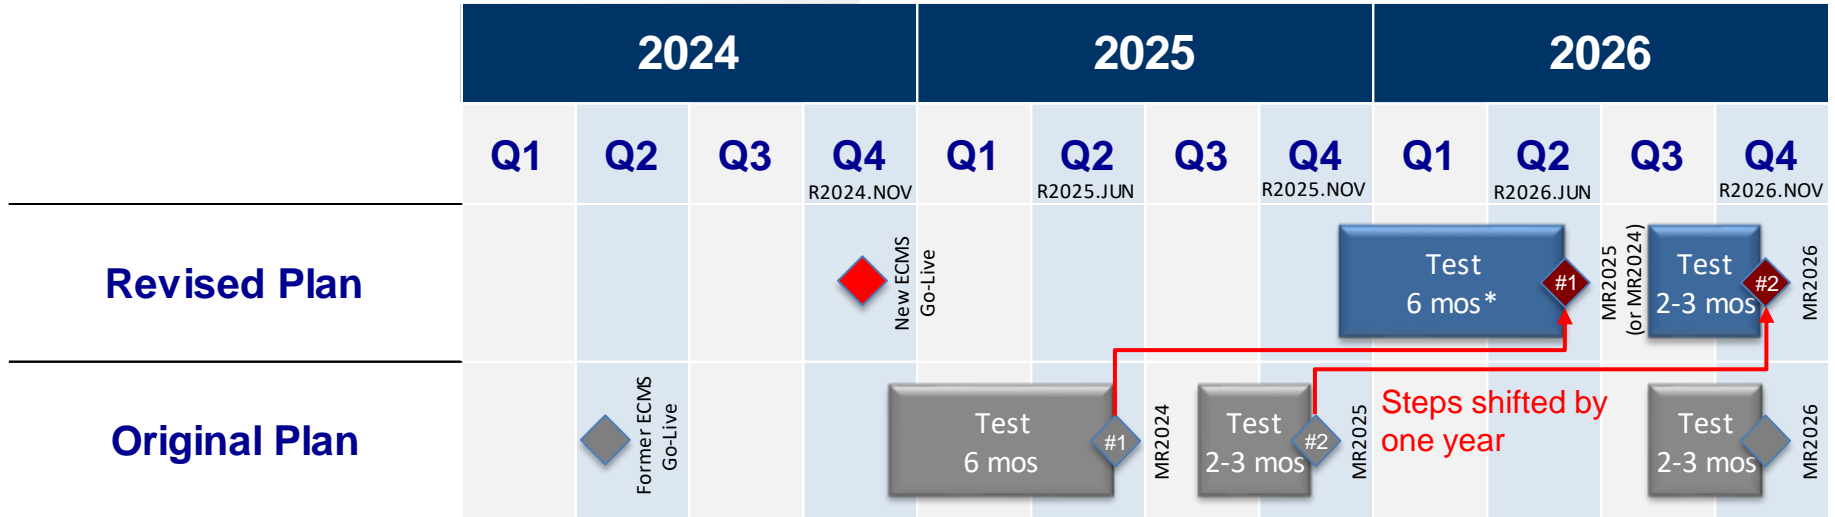 2024
2025
2026
Q1
Q2
Q3
Q4
Q1
Q2
Q3
Q4
Q1
Q2
Q3
Q4
R2024.NOV
R2025.JUN
R2025.NOV
R2026.JUN
R2026.NOV
Revised Plan
New ECMS
Go-Live
Test
6 mos*
#1
MR2025
(or MR2024)
Test
2-3 mos
#2
MR2026
Original Plan
Former ECMS
Go-Live
Test
6 mos
#1
MR2024
Test
2-3 mos
#2
MR2025
Steps shifted by
one year
Test
2-3 mos
MR2026